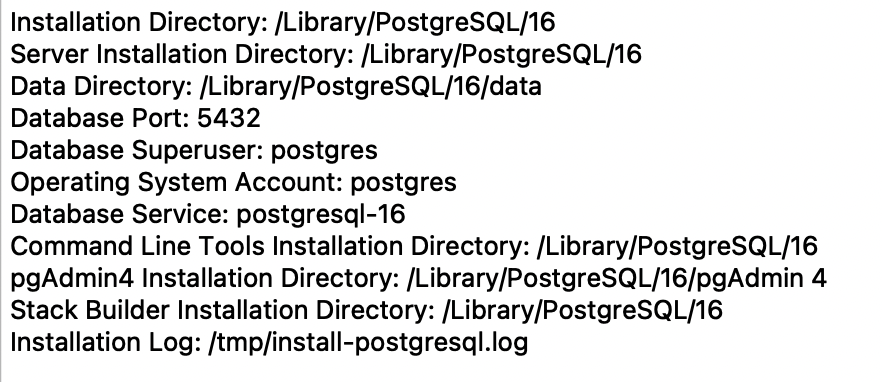 Installation Directory: /Library/PostgreSQL/16
Server Installation Directory: /Library/PostgreSQL/16
Data Directory: /Library/PostgreSQL/16/data
Database Port: 5432
Database Superuser: postgres
Operating System Account: postgres
Database Service: postgresql-16
Command Line Tools Installation Directory: /Library/PostgreSQL/16
pgAdmin4 Installation Directory: /Library/PostgreSQL/16/pgAdmin 4
Stack Builder Installation Directory: /Library/PostgreSQL/16
Installation Log: /tmp/install-postgresql.log